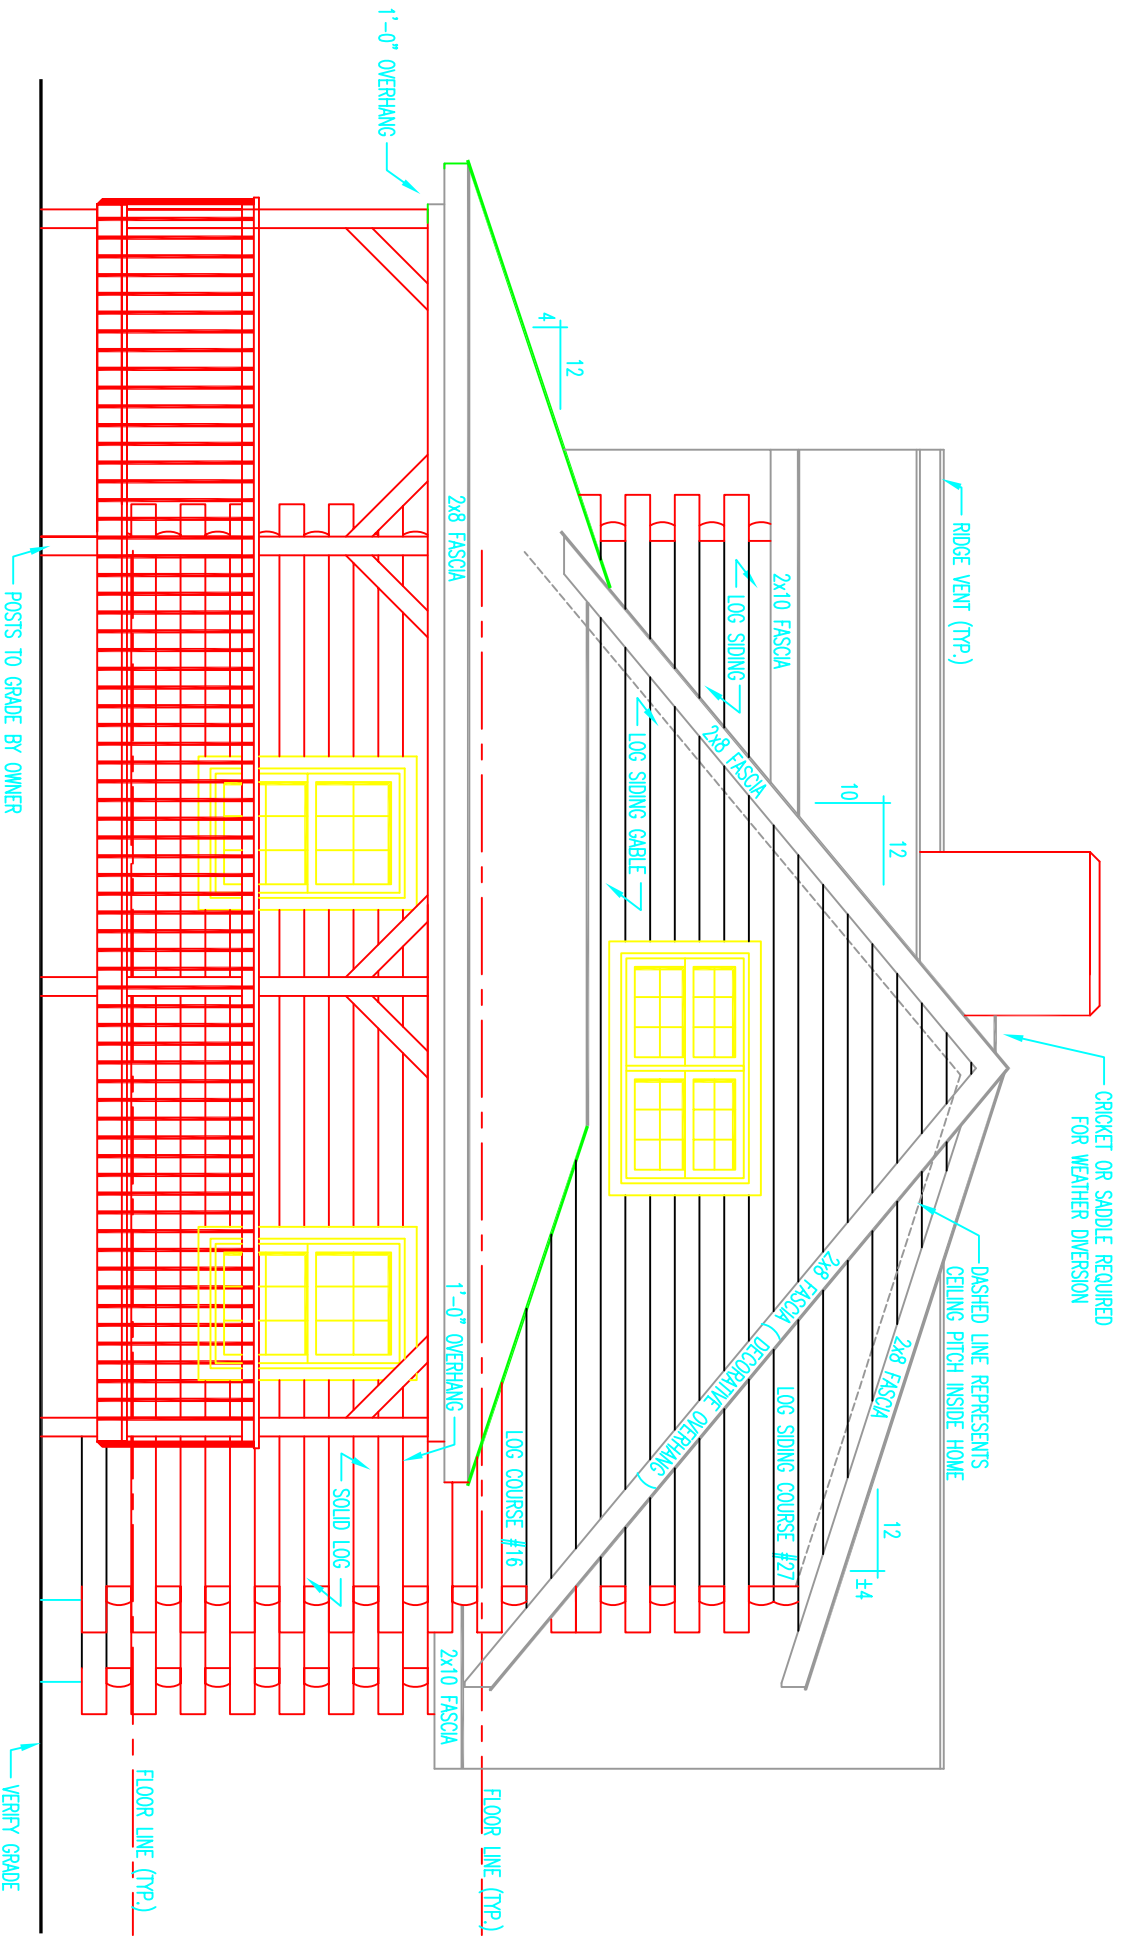 CRICKET OR SADDLE REQUIRED
FOR WEATHER DIVERSION
RIDGE VENT (TYP.)
DASHED LINE REPRESENTS
CEILING PITCH INSIDE HOME
12
10
2x8 FASCIA
12
±4
2x10 FASCIA
LOG SIDING
2x8 FASCIA
LOG SIDING COURSE #27
2x8 FASCIA ( DECORATIVE OVERHANG )
LOG SIDING GABLE
12
4
LOG COURSE #16
FLOOR LINE (TYP.)
2x8 FASCIA
1'-0" OVERHANG
2x10 FASCIA
1'-0" OVERHANG
SOLID LOG
FLOOR LINE (TYP.)
POSTS TO GRADE BY OWNER
VERIFY GRADE